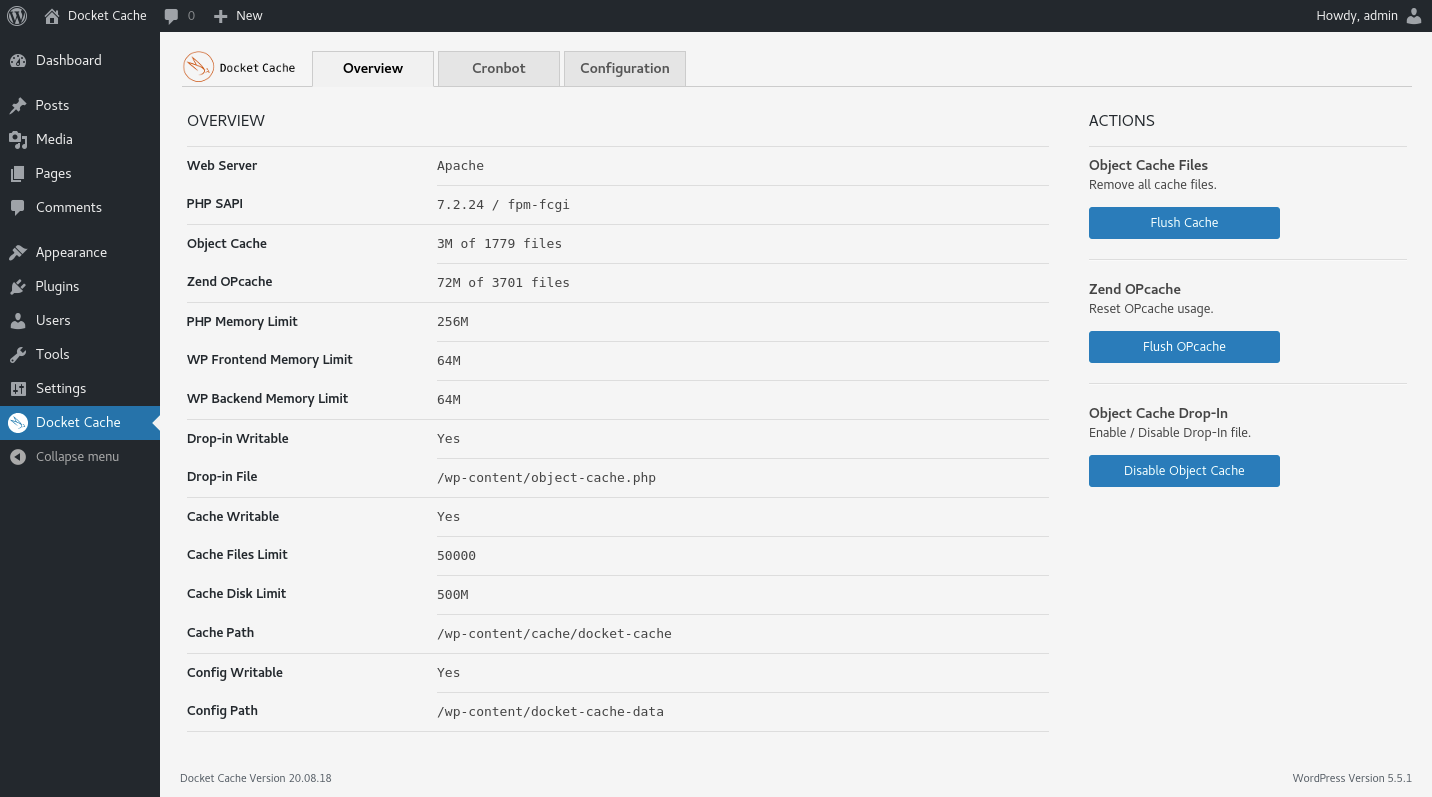 Docket Cache 0 New Howdy, admin
Dashboard
Posts
Media
Pages
Comments
Appearance
Plugins
Users
Tools
Settings
Docket Cache
Collapse menu
Docket Cache Overview Cronbot Configuration
OVERVIEW
Web Server Apache
PHP SAPI 7.2.24 / fpm-fcgi
Object Cache 3M of 1779 files
Zend OPcache 72M of 3701 files
PHP Memory Limit 256M
WP Frontend Memory Limit 64M
WP Backend Memory Limit 64M
Drop-in Writable Yes
Drop-in File /wp-content/object-cache.php
Cache Writable Yes
Cache Files Limit 50000
Cache Disk Limit 500M
Cache Path /wp-content/cache/docket-cache
Config Writable Yes
Config Path /wp-content/docket-cache-data
ACTIONS
Object Cache Files
Remove all cache files.
Flush Cache
Zend OPcache
Reset OPcache usage.
Flush OPcache
Object Cache Drop-In
Enable / Disable Drop-In file.
Disable Object Cache
Docket Cache Version 20.08.18 WordPress Version 5.5.1